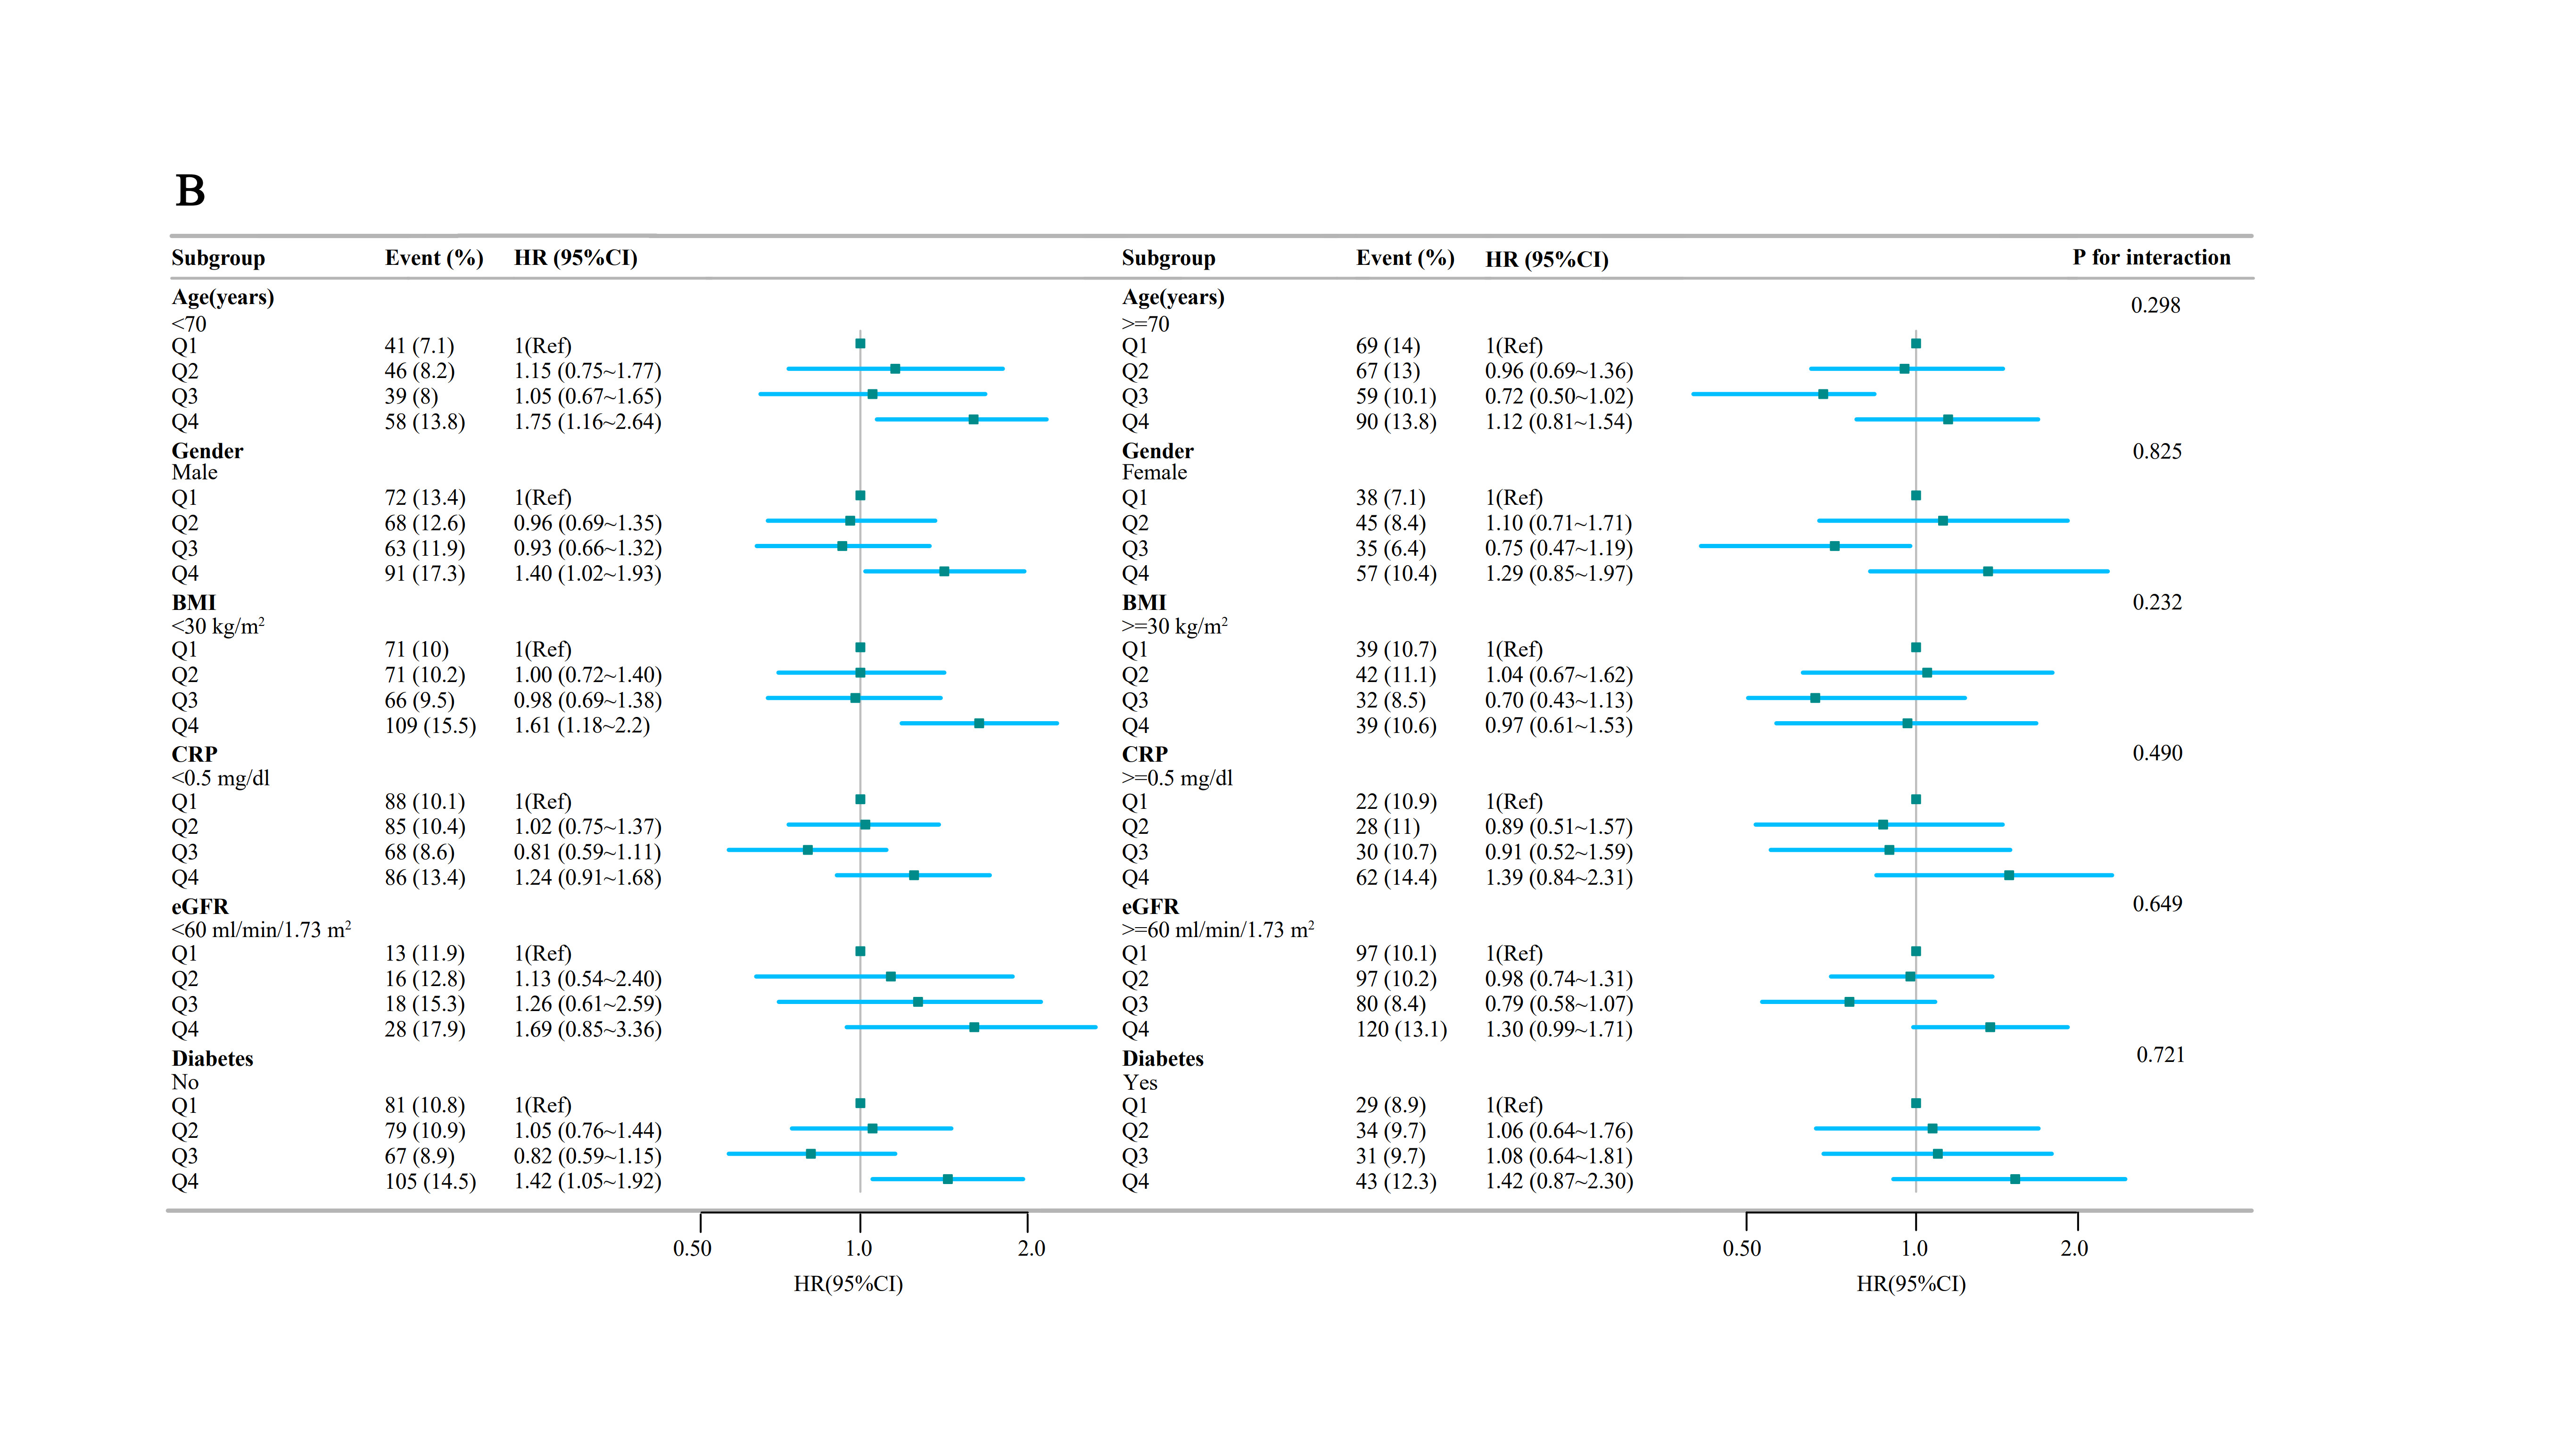 B
Subgroup Event (%) HR (95%CI) Subgroup Event (%) HR (95%CI) P for interaction
Age(years) Age(years) 0.298
<70 >=70
Q1 41 (7.1) 1(Ref) Q1 69 (14) 1(Ref)
Q2 46 (8.2) 1.15 (0.75~1.77) Q2 67 (13) 0.96 (0.69~1.36)
Q3 39 (8) 1.05 (0.67~1.65) Q3 59 (10.1) 0.72 (0.50~1.02)
Q4 58 (13.8) 1.75 (1.16~2.64) Q4 90 (13.8) 1.12 (0.81~1.54)
Gender Gender 0.825
Male Female
Q1 72 (13.4) 1(Ref) Q1 38 (7.1) 1(Ref)
Q2 68 (12.6) 0.96 (0.69~1.35) Q2 45 (8.4) 1.10 (0.71~1.71)
Q3 63 (11.9) 0.93 (0.66~1.32) Q3 35 (6.4) 0.75 (0.47~1.19)
Q4 91 (17.3) 1.40 (1.02~1.93) Q4 57 (10.4) 1.29 (0.85~1.97)
BMI BMI 0.232
<30 kg/m² >=30 kg/m²
Q1 71 (10) 1(Ref) Q1 39 (10.7) 1(Ref)
Q2 71 (10.2) 1.00 (0.72~1.40) Q2 42 (11.1) 1.04 (0.67~1.62)
Q3 66 (9.5) 0.98 (0.69~1.38) Q3 32 (8.5) 0.70 (0.43~1.13)
Q4 109 (15.5) 1.61 (1.18~2.2) Q4 39 (10.6) 0.97 (0.61~1.53)
CRP CRP 0.490
<0.5 mg/dl >=0.5 mg/dl
Q1 88 (10.1) 1(Ref) Q1 22 (10.9) 1(Ref)
Q2 85 (10.4) 1.02 (0.75~1.37) Q2 28 (11) 0.89 (0.51~1.57)
Q3 68 (8.6) 0.81 (0.59~1.11) Q3 30 (10.7) 0.91 (0.52~1.59)
Q4 86 (13.4) 1.24 (0.91~1.68) Q4 62 (14.4) 1.39 (0.84~2.31)
eGFR eGFR 0.649
<60 ml/min/1.73 m² >=60 ml/min/1.73 m²
Q1 13 (11.9) 1(Ref) Q1 97 (10.1) 1(Ref)
Q2 16 (12.8) 1.13 (0.54~2.40) Q2 97 (10.2) 0.98 (0.74~1.31)
Q3 18 (15.3) 1.26 (0.61~2.59) Q3 80 (8.4) 0.79 (0.58~1.07)
Q4 28 (17.9) 1.69 (0.85~3.36) Q4 120 (13.1) 1.30 (0.99~1.71)
Diabetes Diabetes 0.721
No Yes
Q1 81 (10.8) 1(Ref) Q1 29 (8.9) 1(Ref)
Q2 79 (10.9) 1.05 (0.76~1.44) Q2 34 (9.7) 1.06 (0.64~1.76)
Q3 67 (8.9) 0.82 (0.59~1.15) Q3 31 (9.7) 1.08 (0.64~1.81)
Q4 105 (14.5) 1.42 (1.05~1.92) Q4 43 (12.3) 1.42 (0.87~2.30)
0.50 1.0 2.0 0.50 1.0 2.0
HR(95%CI) HR(95%CI)